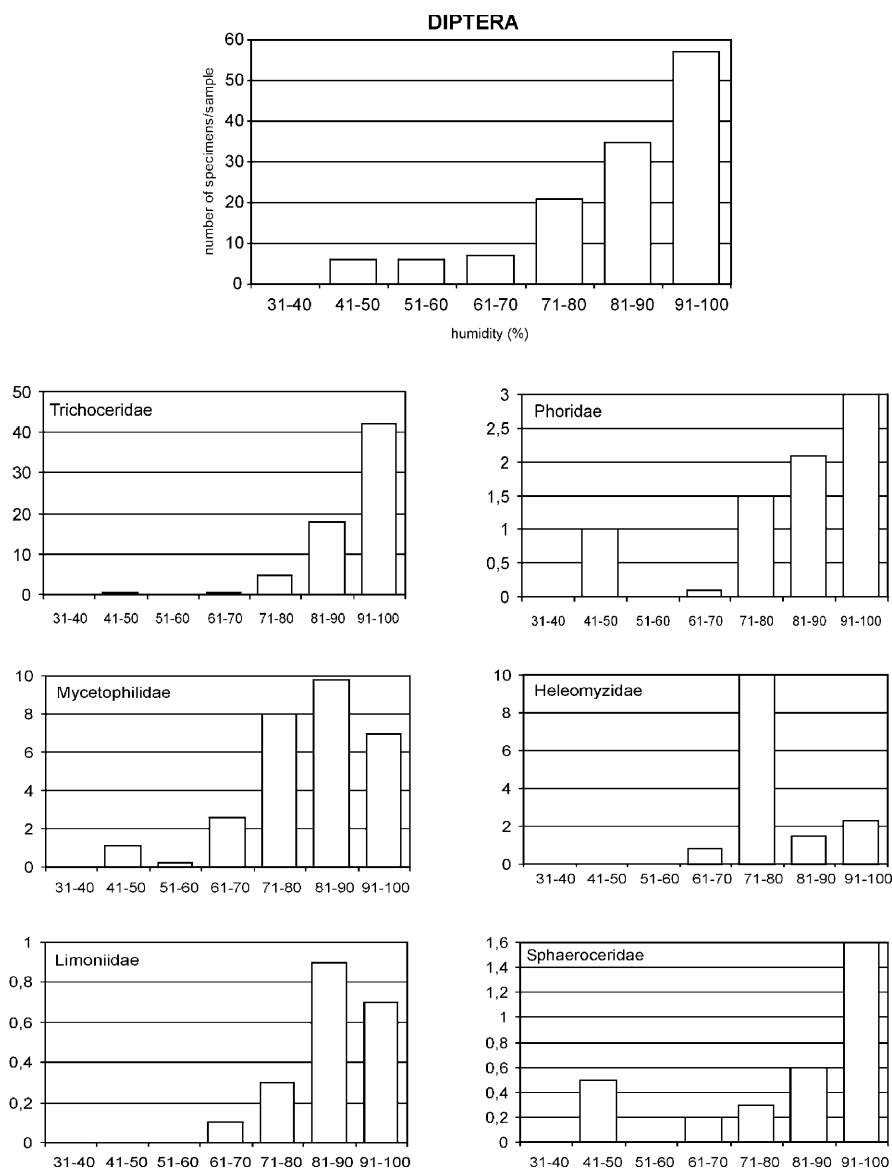 DIPTERA
number of specimens/sample
60
50
40
30
20
10
0
31-40 41-50 51-60 61-70 71-80 81-90 91-100
humidity (%)
Trichoceridae
50
40
30
20
10
0
31-40 41-50 51-60 61-70 71-80 81-90 91-100
Phoridae
3
2,5
2
1,5
1
0,5
0
31-40 41-50 51-60 61-70 71-80 81-90 91-100
Mycetophilidae
10
8
6
4
2
0
31-40 41-50 51-60 61-70 71-80 81-90 91-100
Heleomyzidae
10
8
6
4
2
0
31-40 41-50 51-60 61-70 71-80 81-90 91-100
Limoniidae
1
0,8
0,6
0,4
0,2
0
31-40 41-50 51-60 61-70 71-80 81-90 91-100
Sphaeroceridae
1,6
1,4
1,2
1
0,8
0,6
0,4
0,2
0
31-40 41-50 51-60 61-70 71-80 81-90 91-100